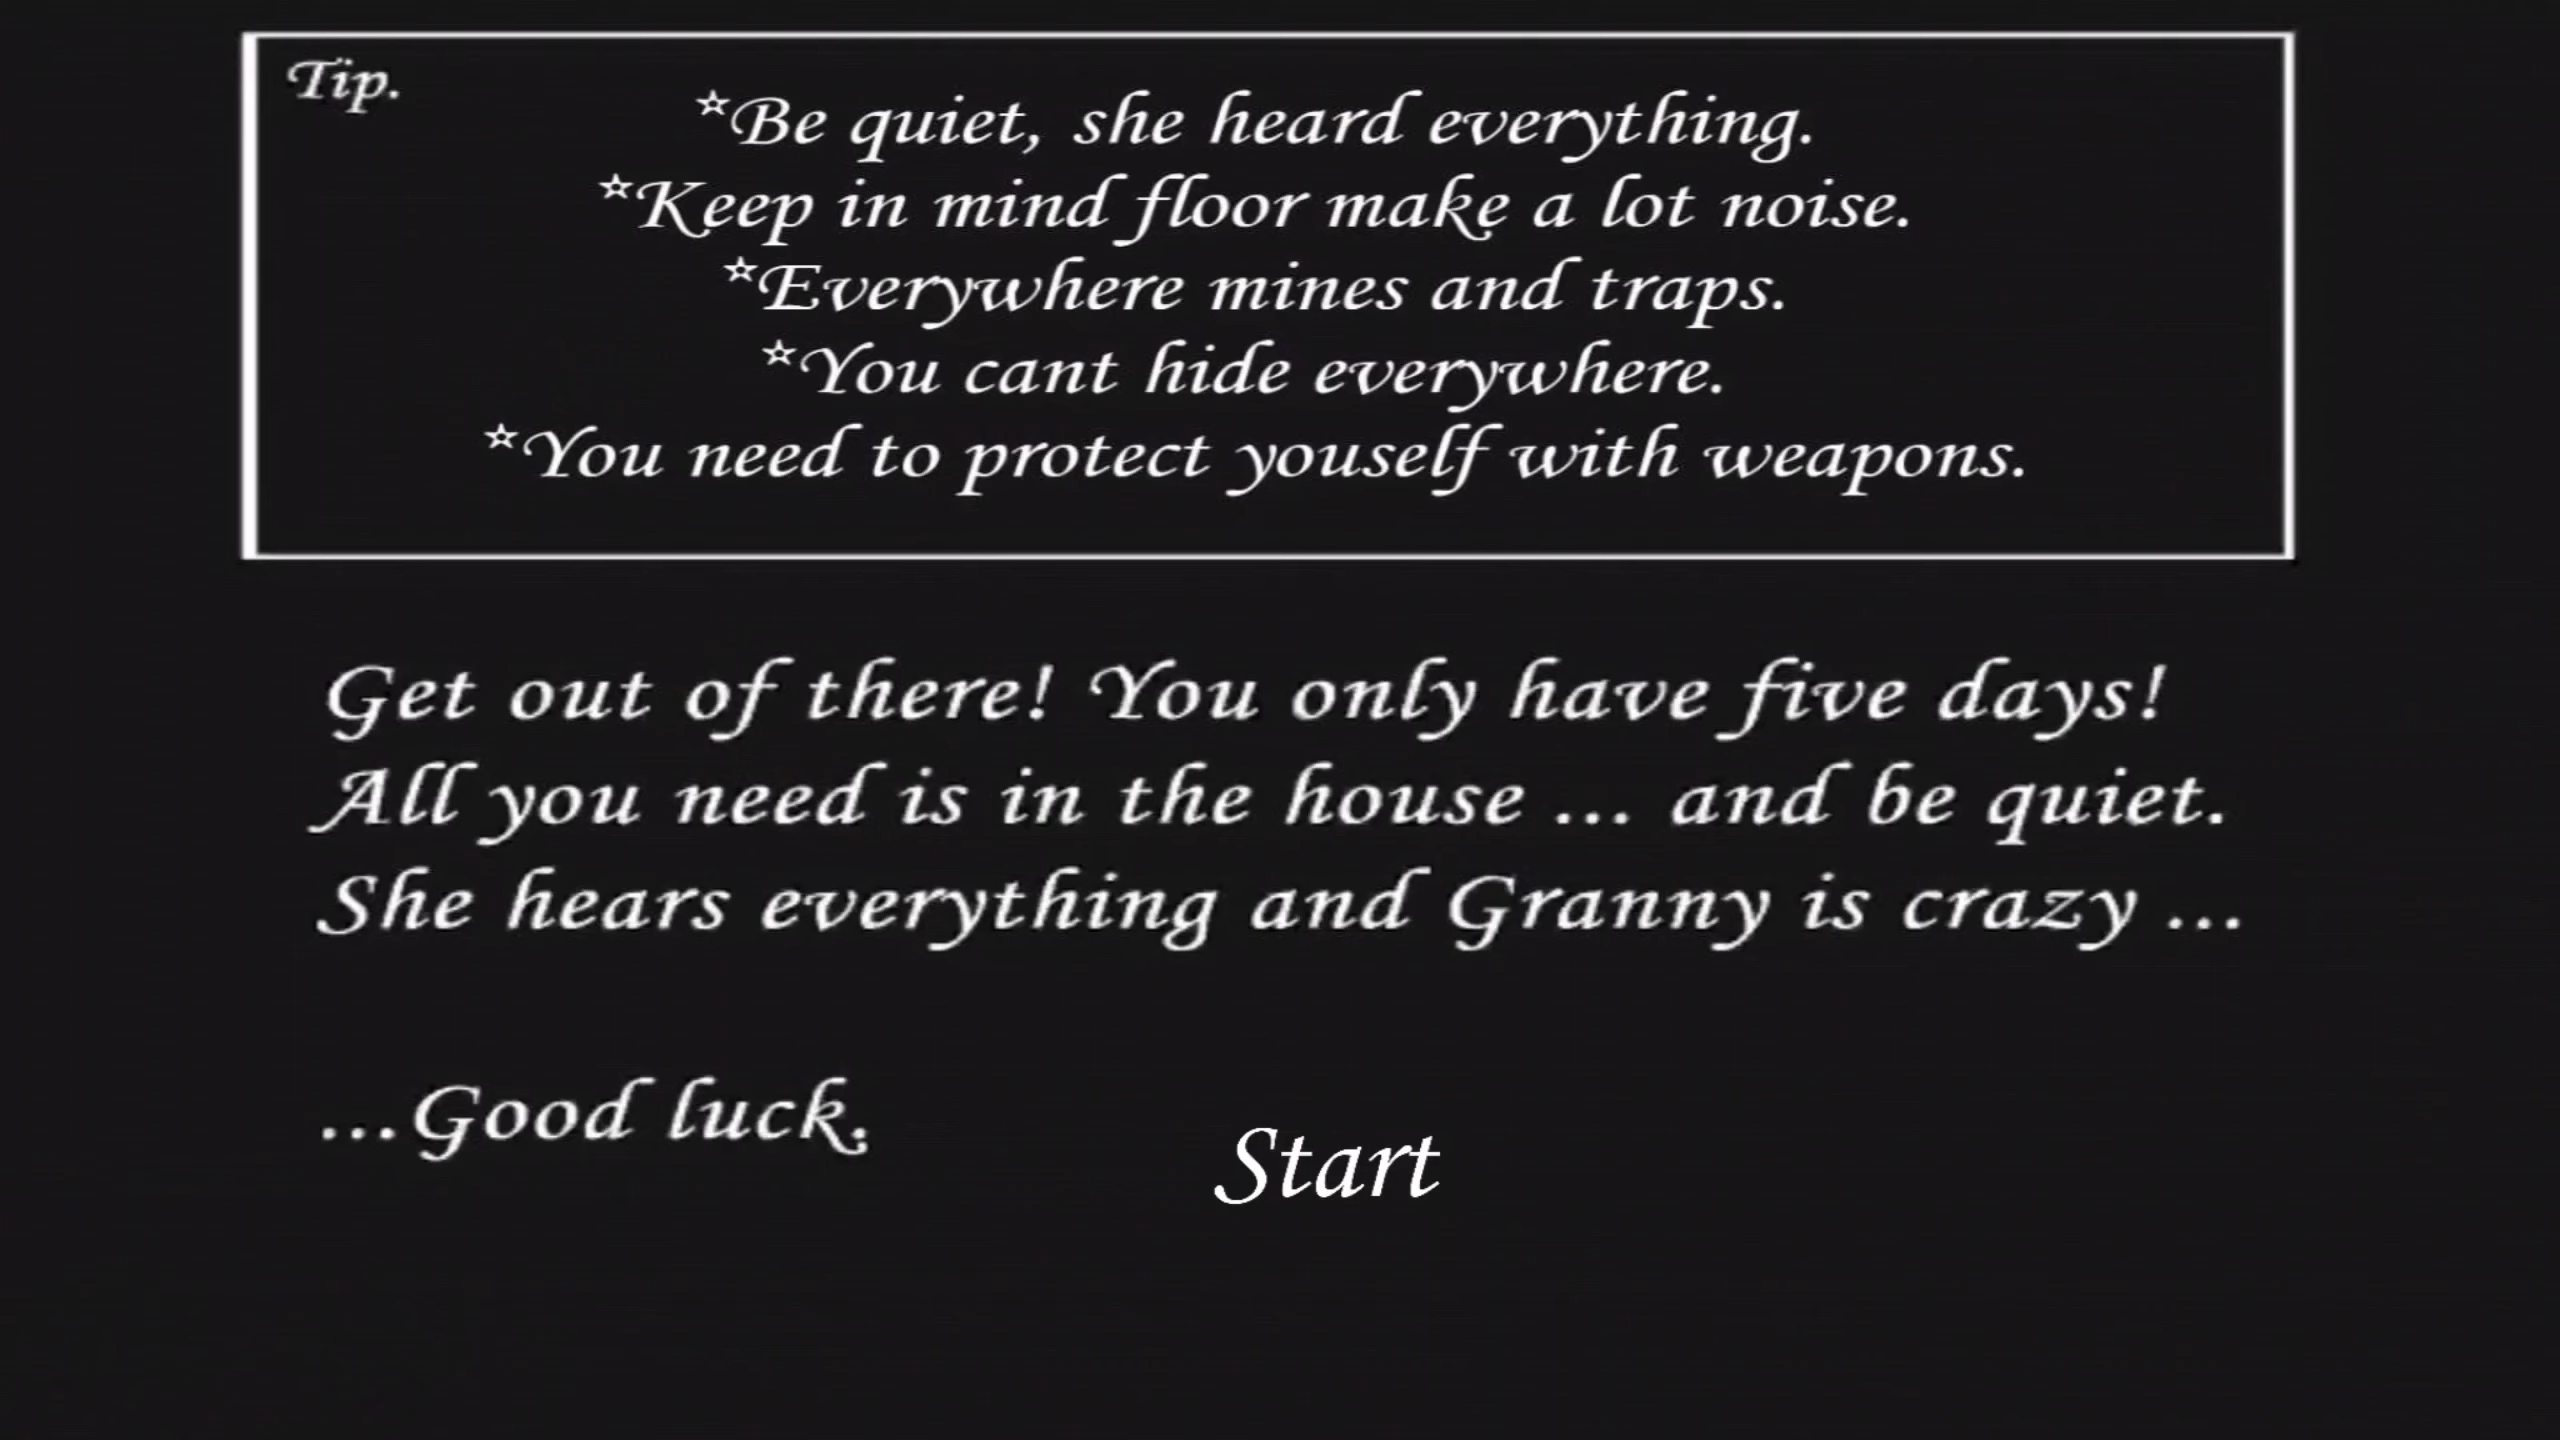 Tip.
*Be quiet, she heard everything.
*Keep in mind floor make a lot noise.
*Everywhere mines and traps.
*You cant hide everywhere.
*You need to protect youself with weapons.
Get out of there! You only have five days!
All you need is in the house ... and be quiet.
She hears everything and Granny is crazy ...
...Good luck.
Start